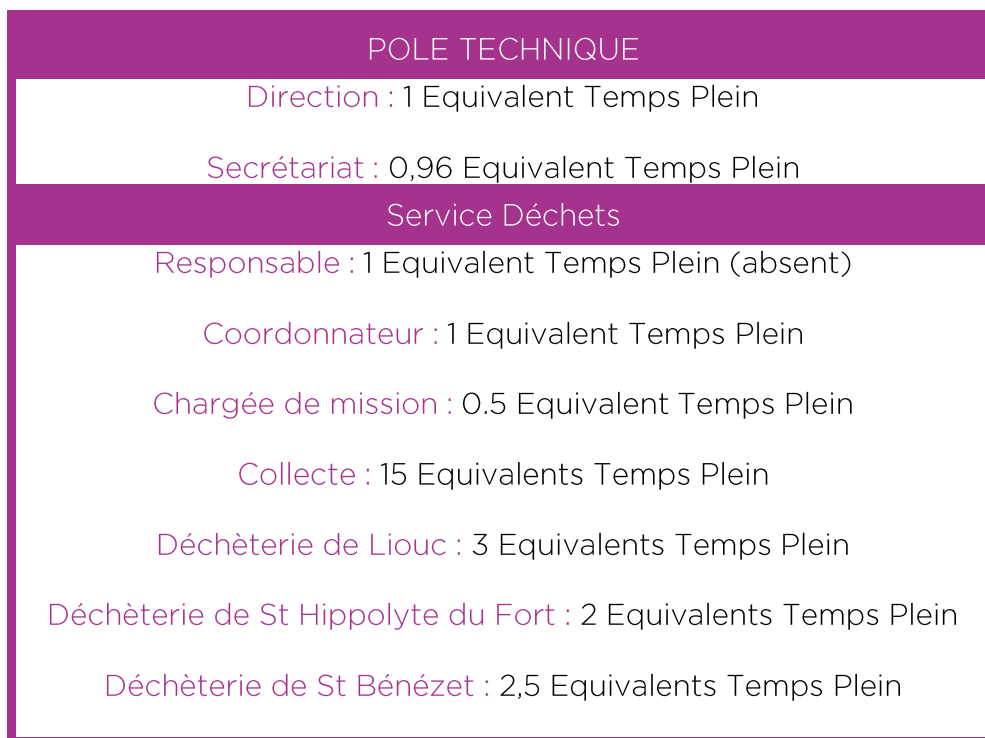 POLE TECHNIQUE
Direction : 1 Equivalent Temps Plein
Secrétariat : 0,96 Equivalent Temps Plein
Service Déchets
Responsable : 1 Equivalent Temps Plein (absent)
Coordonnateur : 1 Equivalent Temps Plein
Chargée de mission : 0.5 Equivalent Temps Plein
Collecte : 15 Equivalents Temps Plein
Déchèterie de Liouc : 3 Equivalents Temps Plein
Déchèterie de St Hippolyte du Fort : 2 Equivalents Temps Plein
Déchèterie de St Bénézet : 2,5 Equivalents Temps Plein